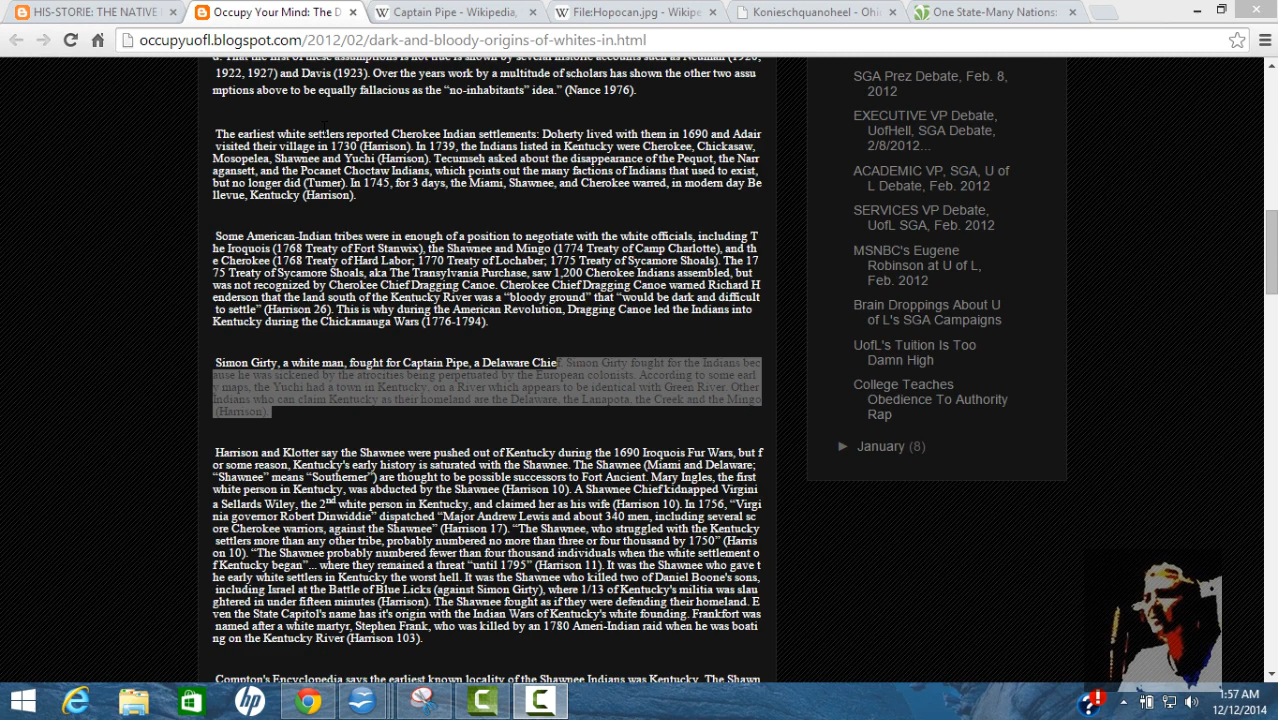 HIS-STORIE: THE NATIVE
Occupy Your Mind: The D
Captain Pipe - Wikipedia,
File:Hopocan.jpg - Wikipe
Konieschquanoheel - Ohi
One State-Many Nations:
occupyuofl.blogspot.com/2012/02/dark-and-bloody-origins-of-whites-in.html
d. That the first of these assumptions is not true is shown by several historic accounts such as Neuman (1920,
1922, 1927) and Davis (1923). Over the years work by a multitude of scholars has shown the other two assu
mptions above to be equally fallacious as the “no-inhabitants” idea.” (Nance 1976).
The earliest white settlers reported Cherokee Indian settlements: Doherty lived with them in 1690 and Adair
visited their village in 1730 (Harrison). In 1739, the Indians listed in Kentucky were Cherokee, Chickasaw,
Mosopelea, Shawnee and Yuchi (Harrison). Tecumseh asked about the disappearance of the Pequot, the Narr
agansett, and the Pocanet Choctaw Indians, which points out the many factions of Indians that used to exist,
but no longer did (Turner). In 1745, for 3 days, the Miami, Shawnee, and Cherokee warred, in modern day Be
llevue, Kentucky (Harrison).
Some American-Indian tribes were in enough of a position to negotiate with the white officials, including T
he Iroquois (1768 Treaty of Fort Stanwix), the Shawnee and Mingo (1774 Treaty of Camp Charlotte), and th
e Cherokee (1768 Treaty of Hard Labor; 1770 Treaty of Lochaber; 1775 Treaty of Sycamore Shoals). The 17
75 Treaty of Sycamore Shoals, aka The Transylvania Purchase, saw 1,200 Cherokee Indians assembled, but
was not recognized by Cherokee Chief Dragging Canoe. Cherokee Chief Dragging Canoe warned Richard H
enderson that the land south of the Kentucky River was a “bloody ground” that “would be dark and difficult
to settle” (Harrison 26). This is why during the American Revolution, Dragging Canoe led the Indians into
Kentucky during the Chickamauga Wars (1776-1794).
Simon Girty, a white man, fought for Captain Pipe, a Delaware Chief. Simon Girty fought for the Indians bec
ause he was sickened by the atrocities being perpetuated by the European colonists. According to some earl
y maps, the Yuchi had a town in Kentucky, on a River which appears to be identical with Green River. Other
Indians who can claim Kentucky as their homeland are the Delaware, the Lanapota, the Creek and the Mingo
(Harrison).
Harrison and Klotter say the Shawnee were pushed out of Kentucky during the 1690 Iroquois Fur Wars, but f
or some reason, Kentucky's early history is saturated with the Shawnee. The Shawnee (Miami and Delaware;
“Shawnee” means “Southerner”) are thought to be possible successors to Fort Ancient. Mary Ingles, the first
white person in Kentucky, was abducted by the Shawnee (Harrison 10). A Shawnee Chief kidnapped Virgini
a Sellards Wiley, the 2nd white person in Kentucky, and claimed her as his wife (Harrison 10). In 1756, “Virgi
nia governor Robert Dinwiddie” dispatched “Major Andrew Lewis and about 340 men, including several sc
ore Cherokee warriors, against the Shawnee” (Harrison 17). “The Shawnee, who struggled with the Kentucky
settlers more than any other tribe, probably numbered no more than three or four thousand by 1750” (Harris
on 10). “The Shawnee probably numbered fewer than four thousand individuals when the white settlement o
f Kentucky began”... where they remained a threat “until 1795” (Harrison 11). It was the Shawnee who gave t
he early white settlers in Kentucky the worst hell. It was the Shawnee who killed two of Daniel Boone's sons,
including Israel at the Battle of Blue Licks (against Simon Girty), where 1/13 of Kentucky's militia was slau
ghtered in under fifteen minutes (Harrison). The Shawnee fought as if they were defending their homeland. E
ven the State Capitol's name has it's origin with the Indian Wars of Kentucky's white founding. Frankfort was
named after a white martyr, Stephen Frank, who was killed by an 1780 Ameri-Indian raid when he was boati
ng on the Kentucky River (Harrison 103).
Compton's Encyclopedia says the earliest known locality of the Shawnee Indians was Kentucky. The Shawn
SGA Prez Debate, Feb. 8,
2012
EXECUTIVE VP Debate,
UofHell, SGA Debate,
2/8/2012...
ACADEMIC VP, SGA, U of
L Debate, Feb. 2012
SERVICES VP Debate,
UofL SGA, Feb. 2012
MSNBC's Eugene
Robinson at U of L,
Feb. 2012
Brain Droppings About U
of L's SGA Campaigns
UofL's Tuition Is Too
Damn High
College Teaches
Obedience To Authority
Rap
► January (8)
hp
1:57 AM
12/12/2014